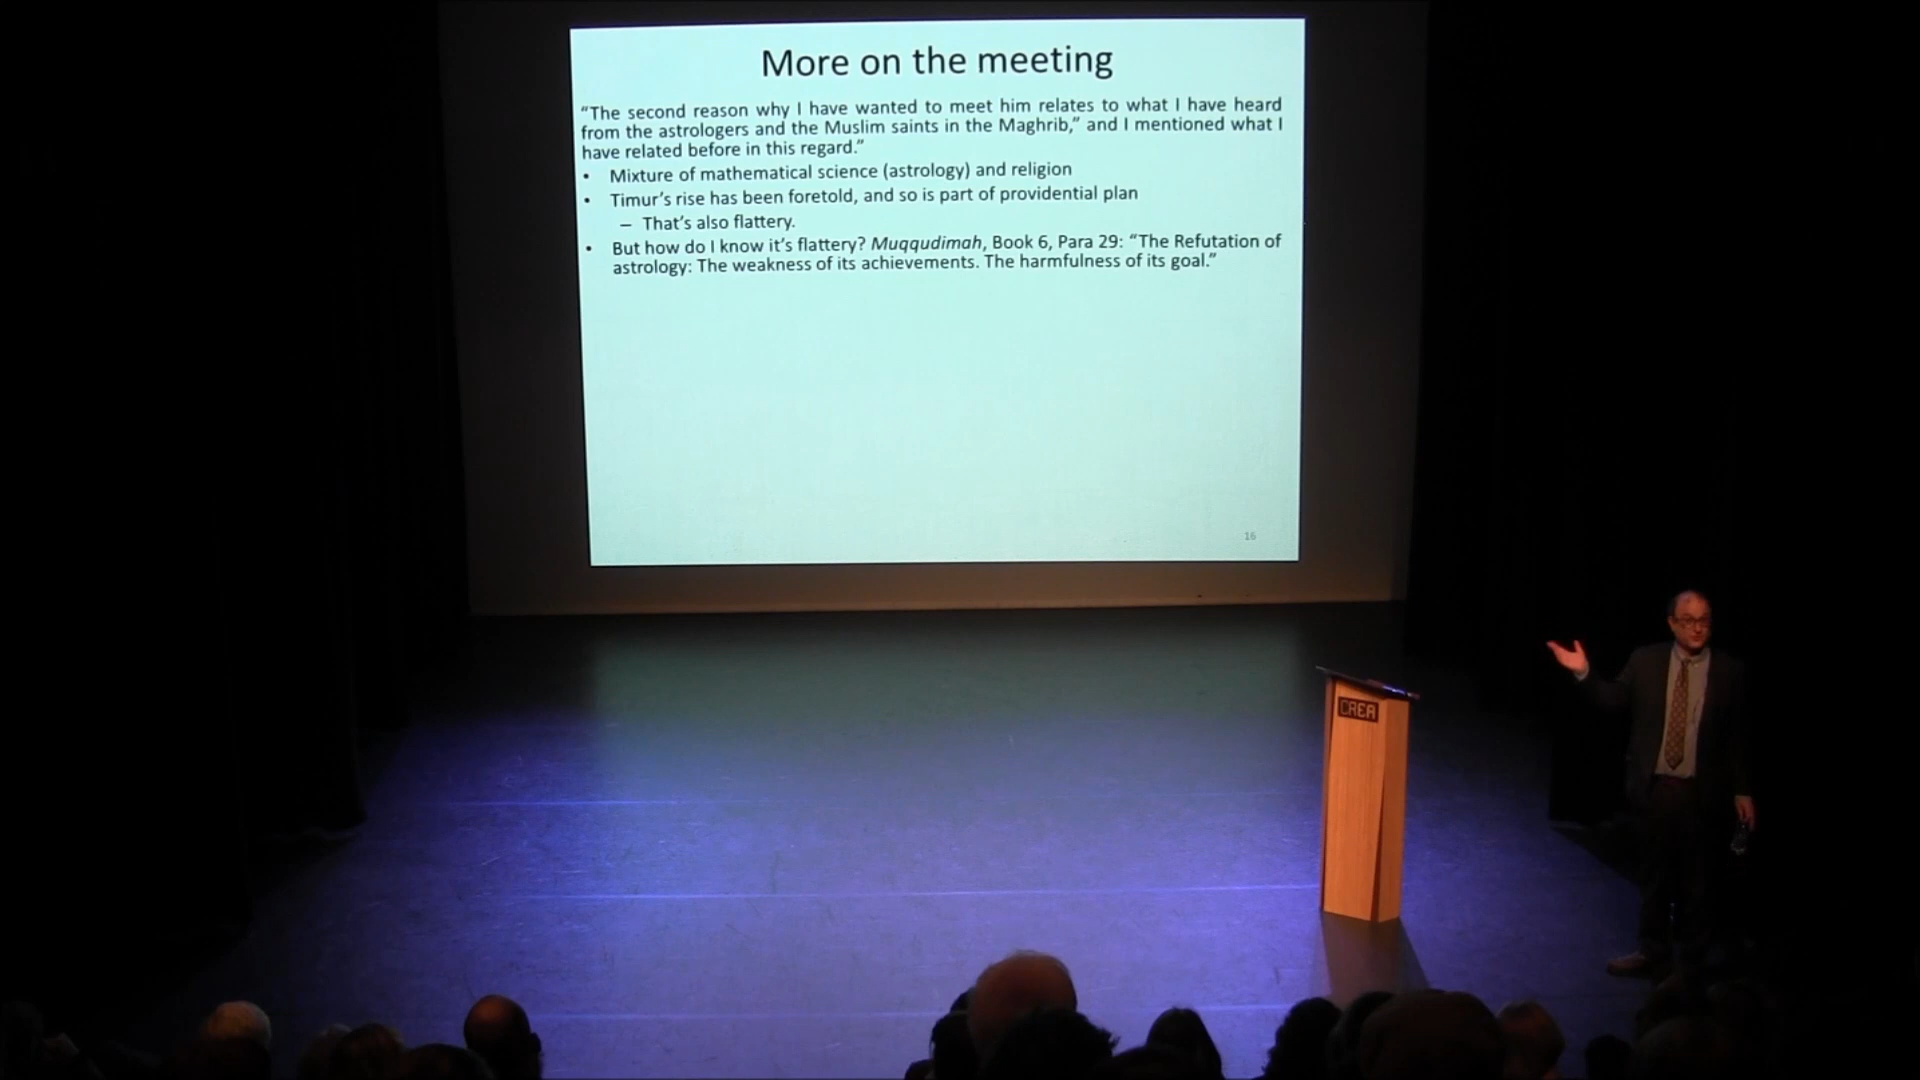 More on the meeting
“The second reason why I have wanted to meet him relates to what I have heard
from the astrologers and the Muslim saints in the Maghrib,” and I mentioned what I
have related before in this regard.”
• Mixture of mathematical science (astrology) and religion
• Timur’s rise has been foretold, and so is part of providential plan
– That’s also flattery.
• But how do I know it’s flattery? Muqqudimah, Book 6, Para 29: “The Refutation of
astrology: The weakness of its achievements. The harmfulness of its goal.”
16
CREA